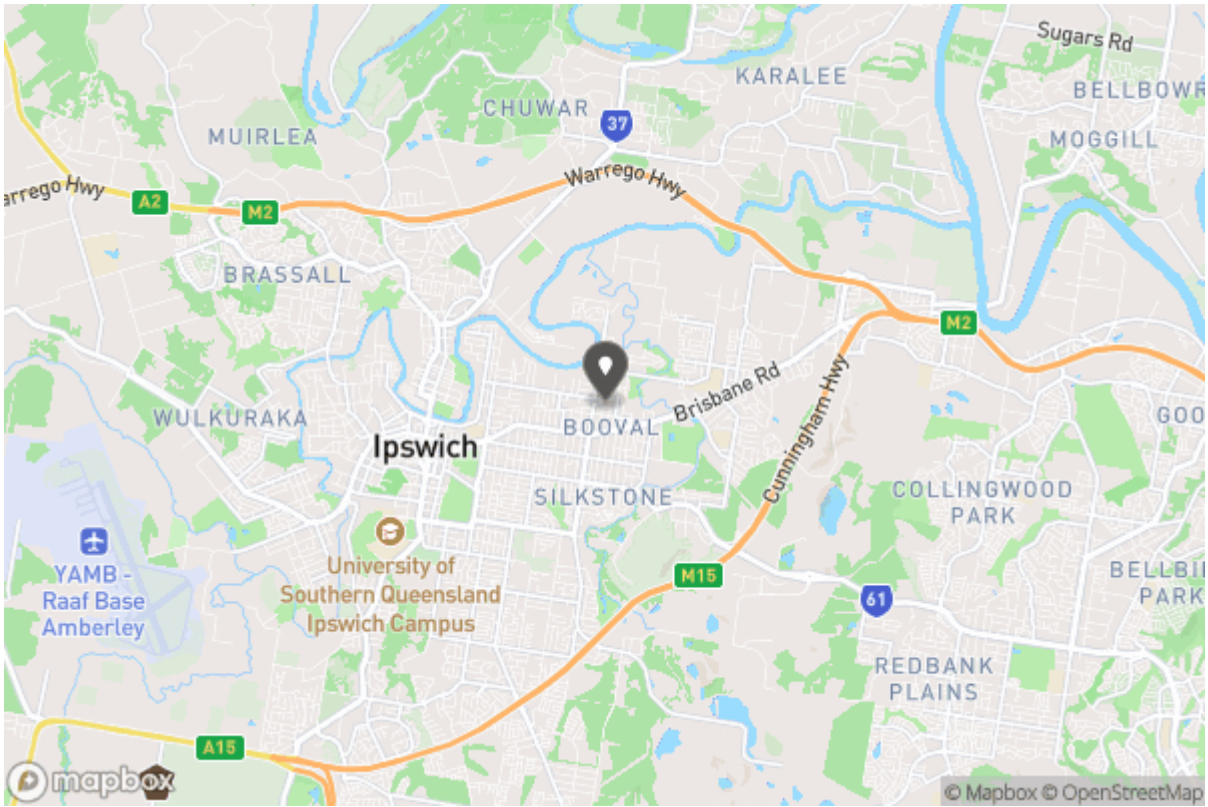 Sugars Rd
KARALEE
BELLBOWR
CHUWAR
37
MUIRLEA
MOGGILL
Warrego Hwy
arrego Hwy
A2
M2
BRASSALL
M2
Brisbane Rd
Cunningham Hwy
WULKURAKA
BOOVAL
GOO
Ipswich
SILKSTONE
COLLINGWOOD
PARK
YAMB -
Raaf Base
Amberley
University of
Southern Queensland
Ipswich Campus
M15
61
BELLBI
PARK
REDBANK
PLAINS
A15
mapbox
© Mapbox © OpenStreetMap